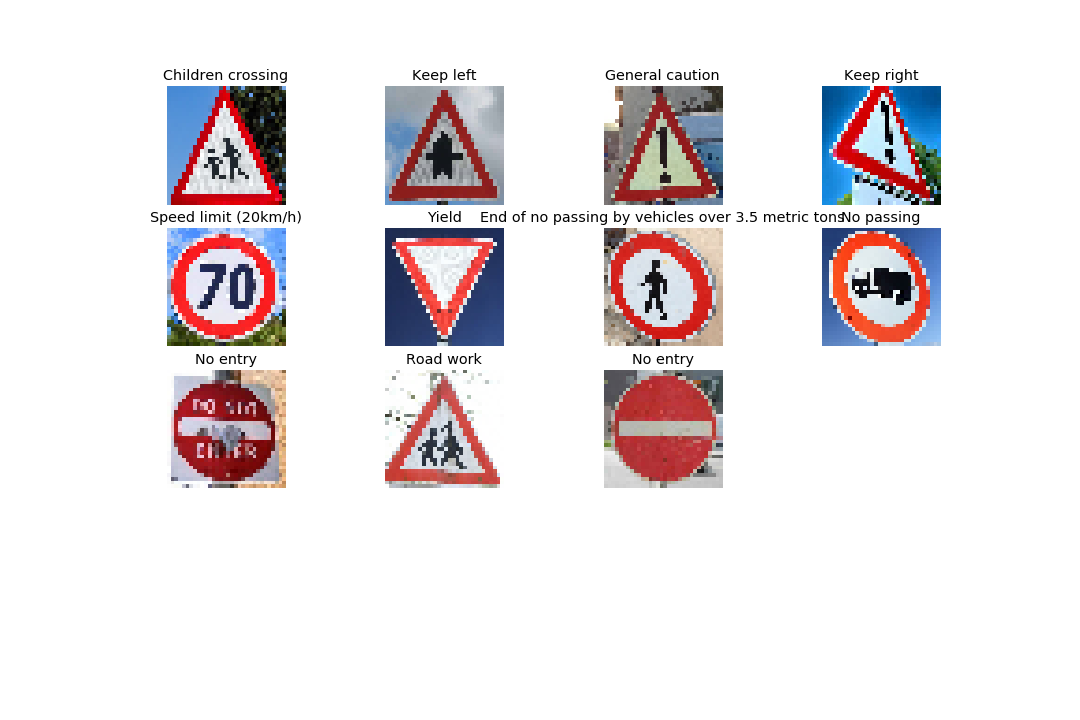 Children crossing
Keep left
General caution
Keep right
Speed limit (20km/h)
Yield
End of no passing by vehicles over 3.5 metric tons
No passing
70
No entry
Road work
No entry
ENTER